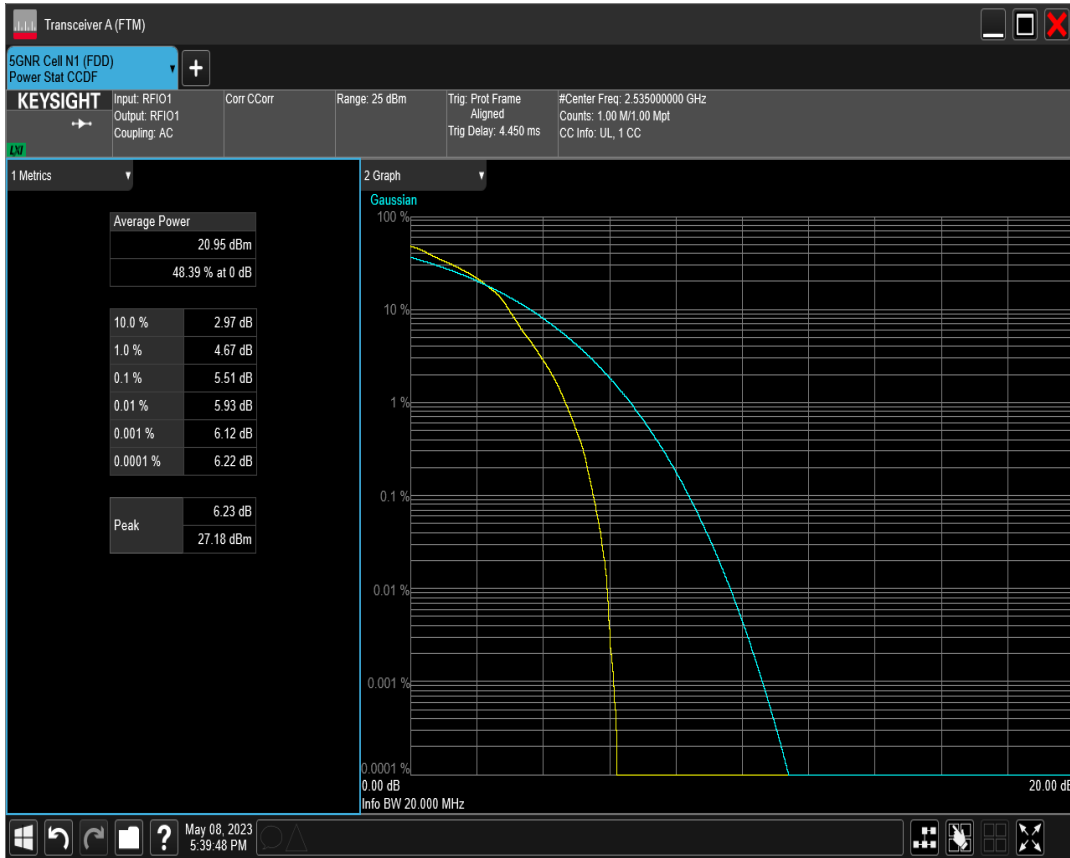 Transceiver A (FTM)
5GNR Cell N1 (FDD)
Power Stat CCDF
+
KEYSIGHT
LXI
Input: RFIO1
Output: RFIO1
Coupling: AC
Corr CCorr
Range: 25 dBm
Trig: Prot Frame
Aligned
Trig Delay: 4.450 ms
#Center Freq: 2.535000000 GHz
Counts: 1.00 M/1.00 Mpt
CC Info: UL, 1 CC
1 Metrics
Average Power
20.95 dBm
48.39 % at 0 dB
10.0 % 2.97 dB
1.0 % 4.67 dB
0.1 % 5.51 dB
0.01 % 5.93 dB
0.001 % 6.12 dB
0.0001 % 6.22 dB
Peak 6.23 dB
27.18 dBm
2 Graph
Gaussian
100 %
10 %
1 %
0.1 %
0.01 %
0.001 %
0.0001 %
0.00 dB 20.00 dB
Info BW 20.000 MHz
? May 08, 2023
5:39:48 PM